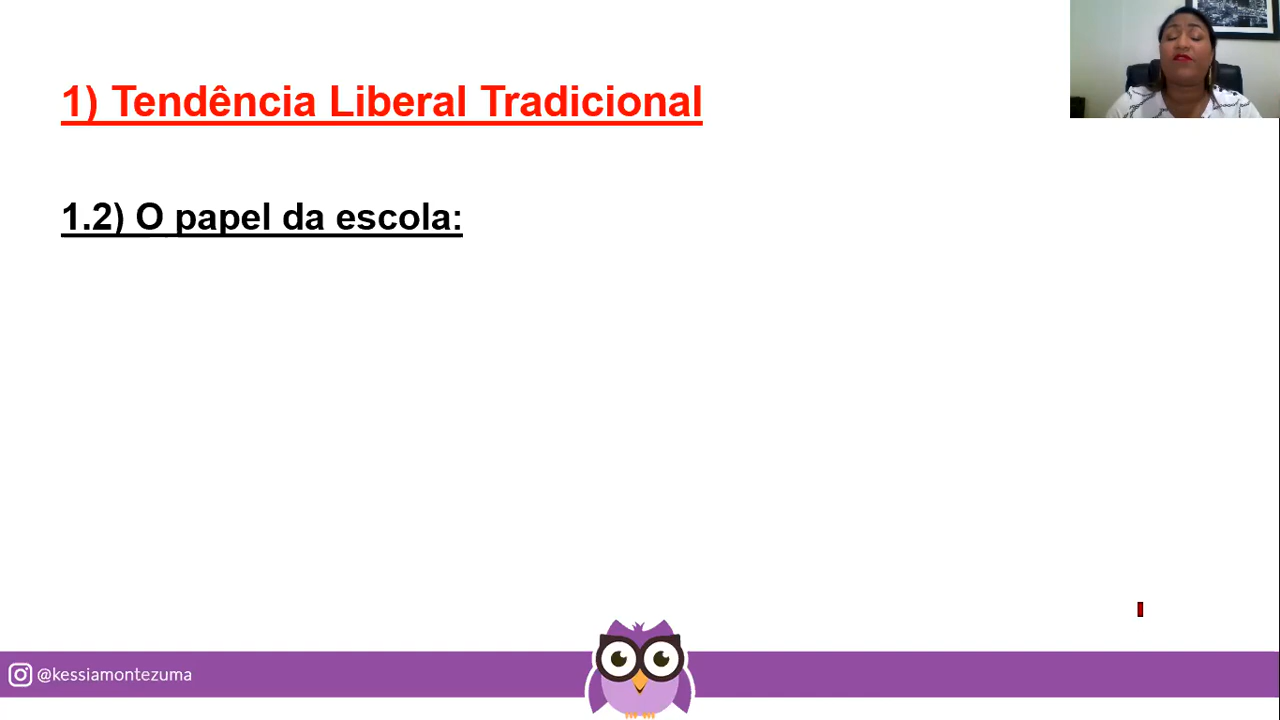 1) Tendência Liberal Tradicional
1.2) O papel da escola:
@kessiamontezuma